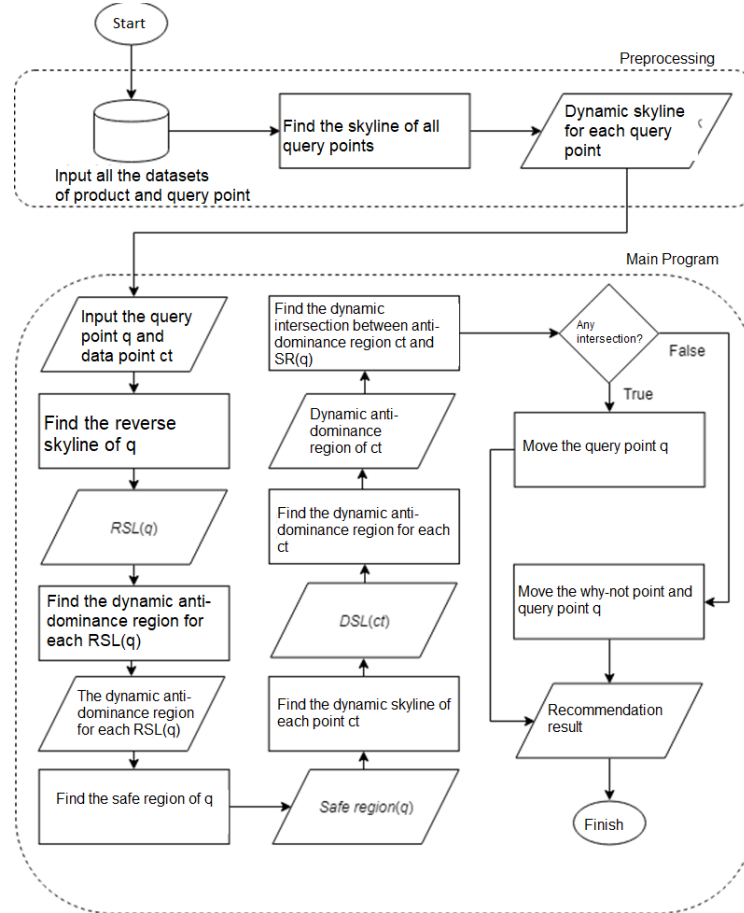 Start
Preprocessing
Input all the datasets
of product and query point
Find the skyline of all
query points
Dynamic skyline
for each query
point
Main Program
Input the query
point q and
data point ct
Find the reverse
skyline of q
RSL(q)
Find the dynamic anti-
dominance region for
each RSL(q)
The dynamic anti-
dominance region
for each RSL(q)
Find the safe region of q
Safe region(q)
Find the dynamic skyline of
each point ct
DSL(ct)
Find the dynamic anti-
dominance region for each
ct
Dynamic anti-
dominance
region of ct
Find the dynamic
intersection between anti-
dominance region ct and
SR(q)
Any
intersection?
False
True
Move the query point q
Move the why-not point and
query point q
Recommendation
result
Finish